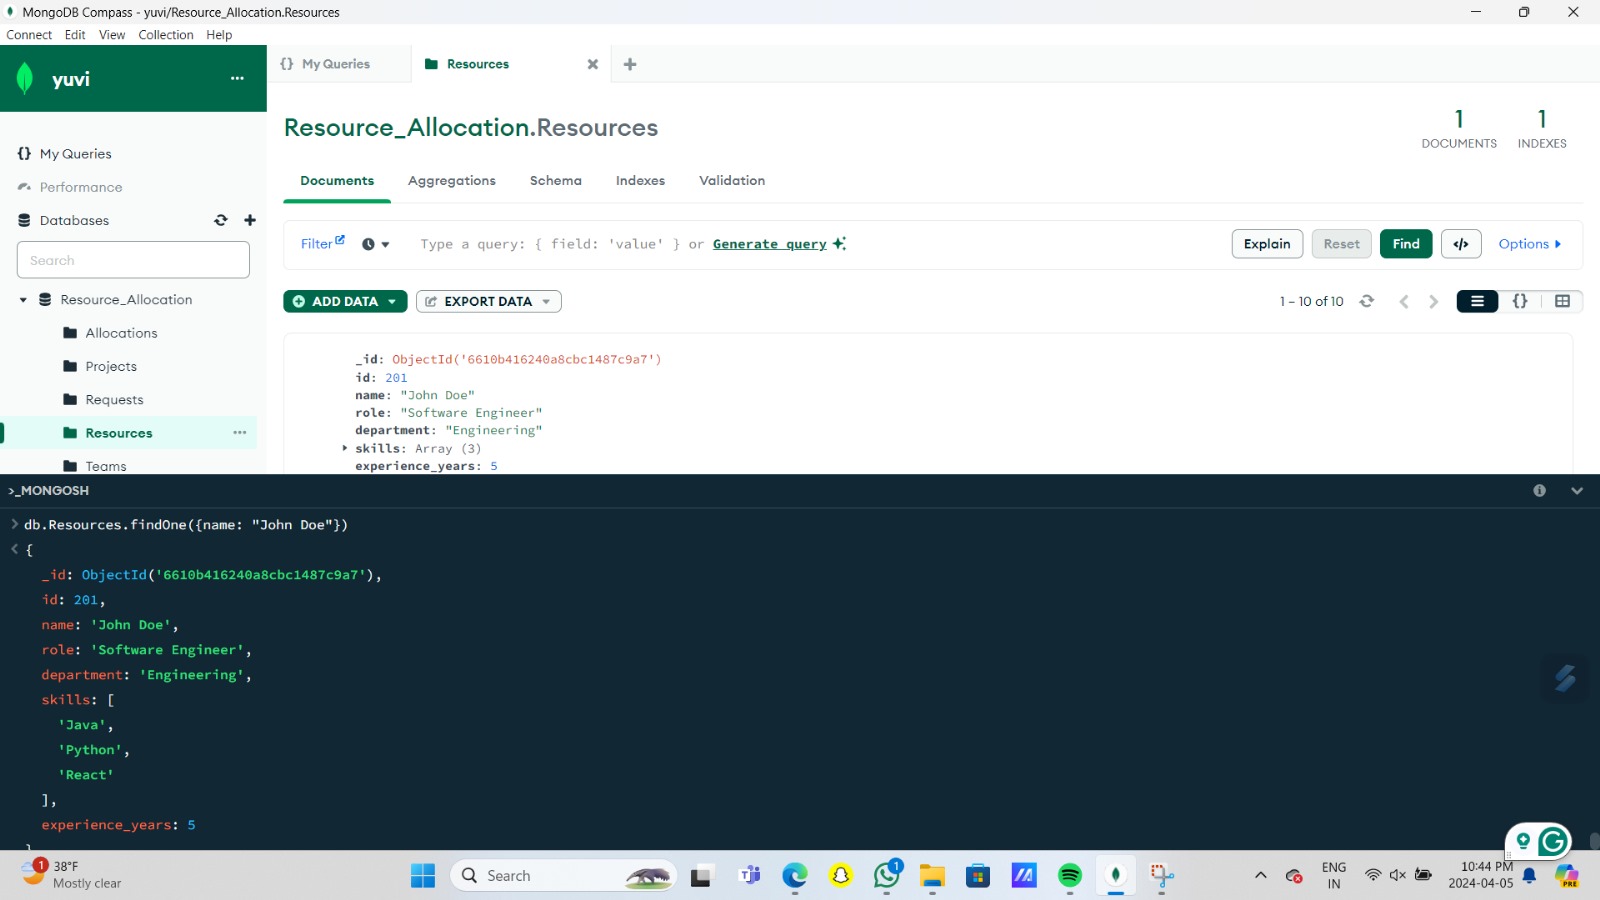 MongoDB Compass - yuvi/Resource_Allocation.Resources
Connect Edit View Collection Help
yuvi
{} My Queries
Resources
My Queries
Performance
Databases
Search
Resource_Allocation
Allocations
Projects
Requests
Resources
Teams
Resource_Allocation.Resources
1 DOCUMENTS
1 INDEXES
Documents Aggregations Schema Indexes Validation
Filter Type a query: { field: 'value' } or Generate query Explain Reset Find </> Options
ADD DATA EXPORT DATA 1 – 10 of 10 {}
_id: ObjectId('6610b416240a8cbc1487c9a7')
id: 201
name: "John Doe"
role: "Software Engineer"
department: "Engineering"
skills: Array (3)
experience_years: 5
>_MONGOSH
> db.Resources.findOne({name: "John Doe"})
< {
_id: ObjectId('6610b416240a8cbc1487c9a7'),
id: 201,
name: 'John Doe',
role: 'Software Engineer',
department: 'Engineering',
skills: [
'Java',
'Python',
'React'
],
experience_years: 5
1
38°F
Mostly clear
Search
1
ENG
IN
10:44 PM
2024-04-05
PRE